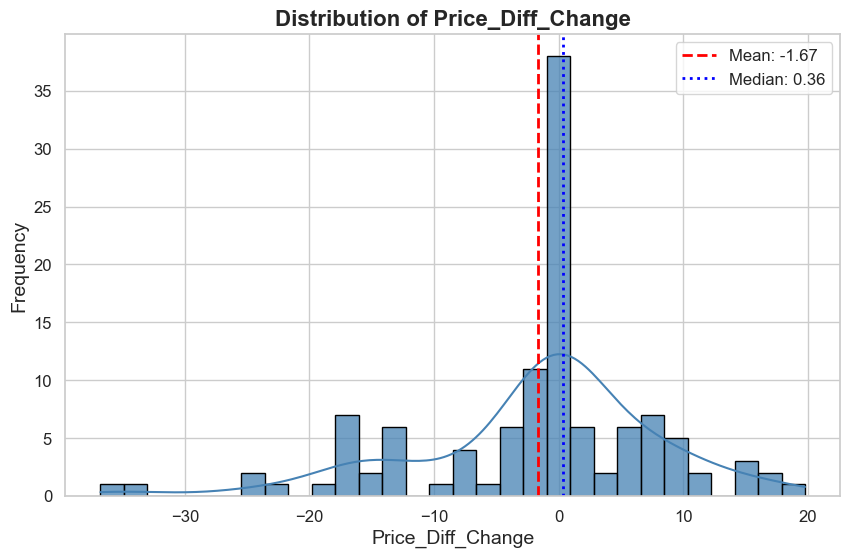 Distribution of Price_Diff_Change
Mean: -1.67
Median: 0.36
Frequency
35
30
25
20
15
10
5
0
−30
−20
−10
0
10
20
Price_Diff_Change